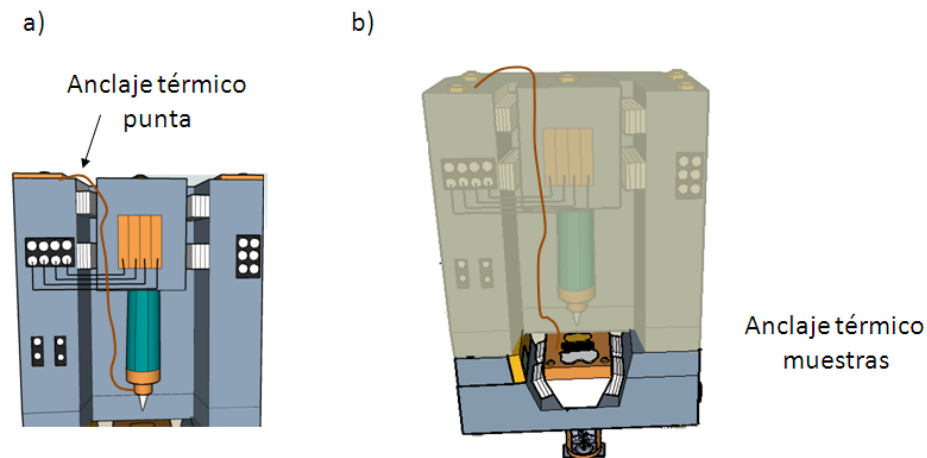 a)
b)
Anclaje térmico
punta
Anclaje térmico
muestras